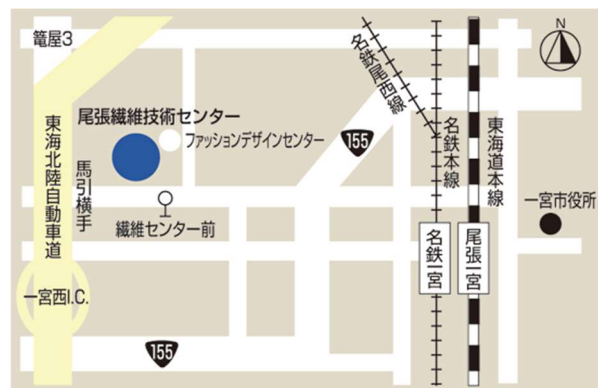 篭屋3
名鉄尾西線
N
尾張繊維技術センター
ファッションデザインセンター
155
名鉄本線
東海道本線
東海北陸自動車道
馬引横手
繊維センター前
一宮市役所
名鉄一宮
尾張一宮
一宮西I.C.
155